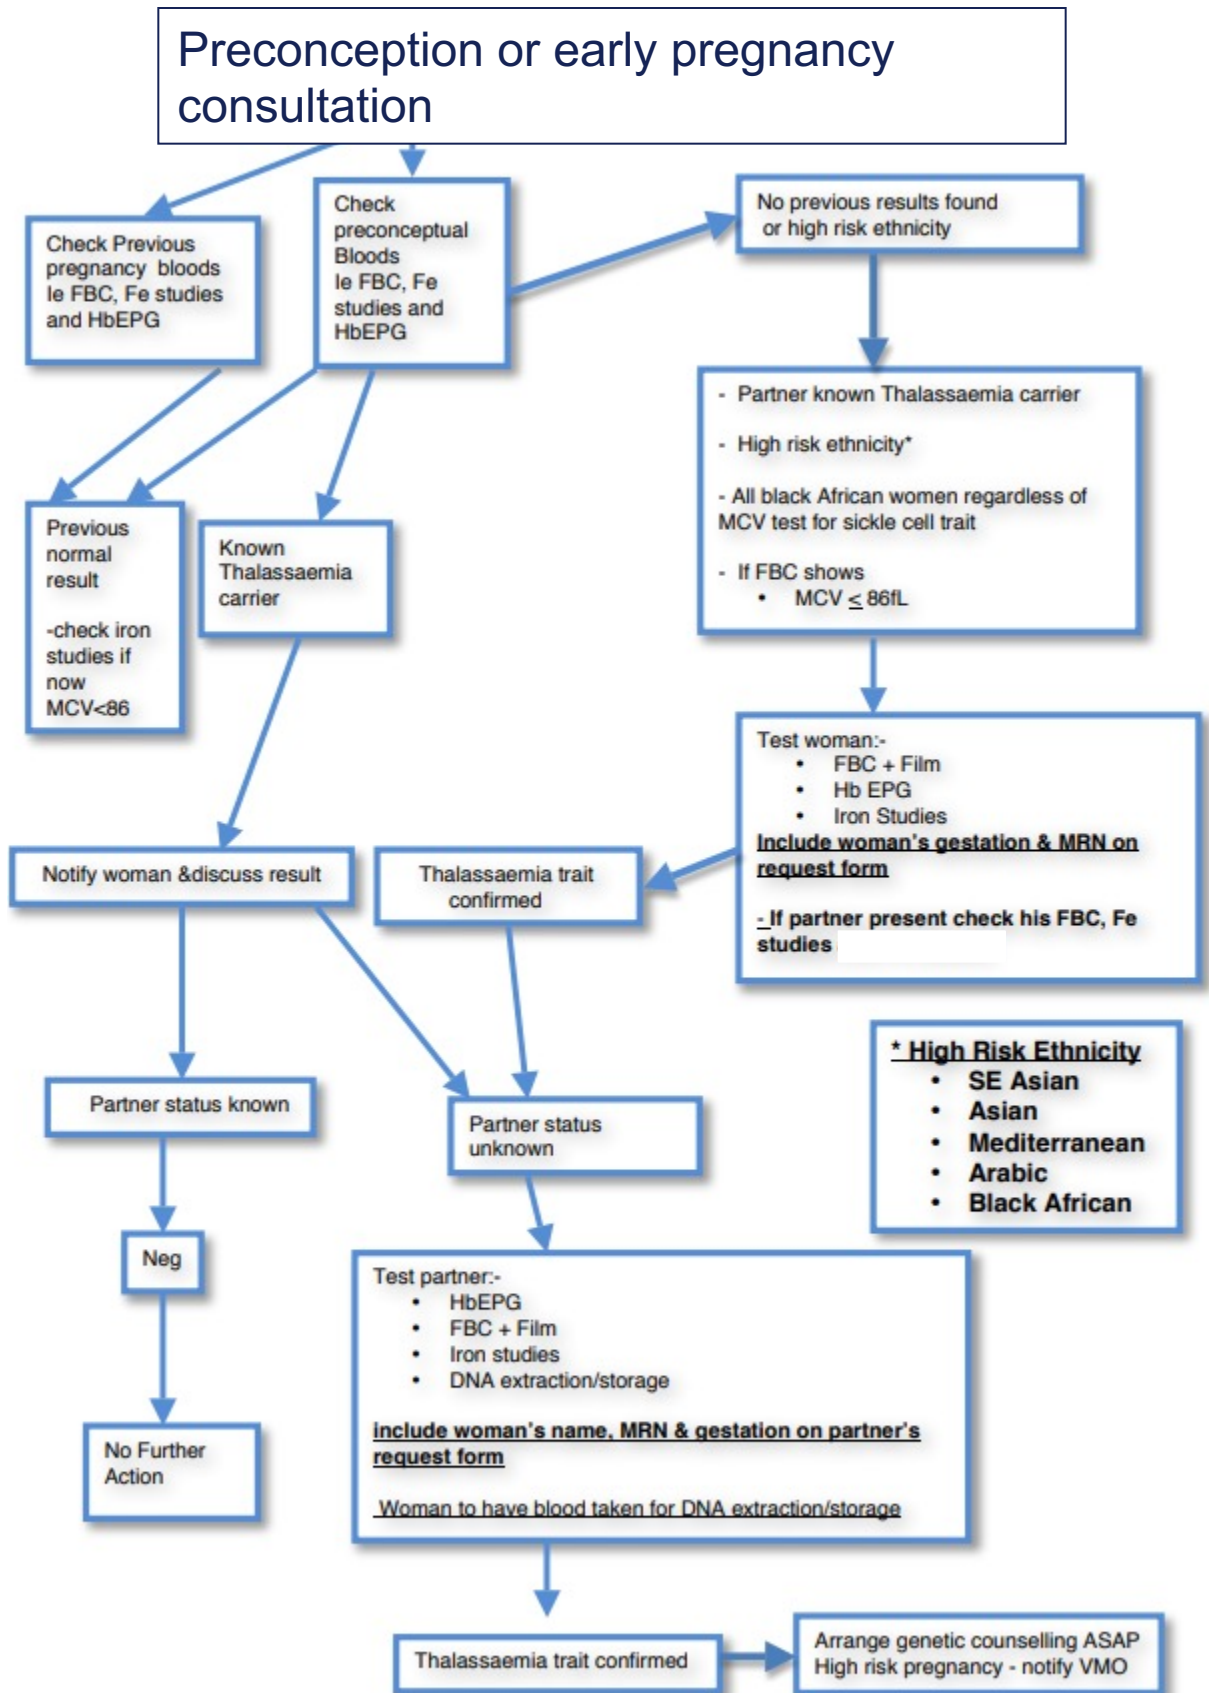 Preconception or early pregnancy
consultation
Check Previous
pregnancy bloods
Ie FBC, Fe studies
and HbEPG
Check
preconceptual
Bloods
Ie FBC, Fe
studies and
HbEPG
No previous results found
or high risk ethnicity
- Partner known Thalassaemia carrier
- High risk ethnicity*
- All black African women regardless of
MCV test for sickle cell trait
- If FBC shows
• MCV ≤ 86fL
Previous
normal
result
-check iron
studies if
now
MCV<86
Known
Thalassaemia
carrier
Test woman:-
• FBC + Film
• Hb EPG
• Iron Studies
Include woman's gestation & MRN on
request form
- If partner present check his FBC, Fe
studies
Notify woman &discuss result
Thalassaemia trait
confirmed
* High Risk Ethnicity
• SE Asian
• Asian
• Mediterranean
• Arabic
• Black African
Partner status known
Partner status
unknown
Neg
Test partner:-
• HbEPG
• FBC + Film
• Iron studies
• DNA extraction/storage
include woman's name, MRN & gestation on partner's
request form
Woman to have blood taken for DNA extraction/storage
No Further
Action
Thalassaemia trait confirmed
Arrange genetic counselling ASAP
High risk pregnancy - notify VMO